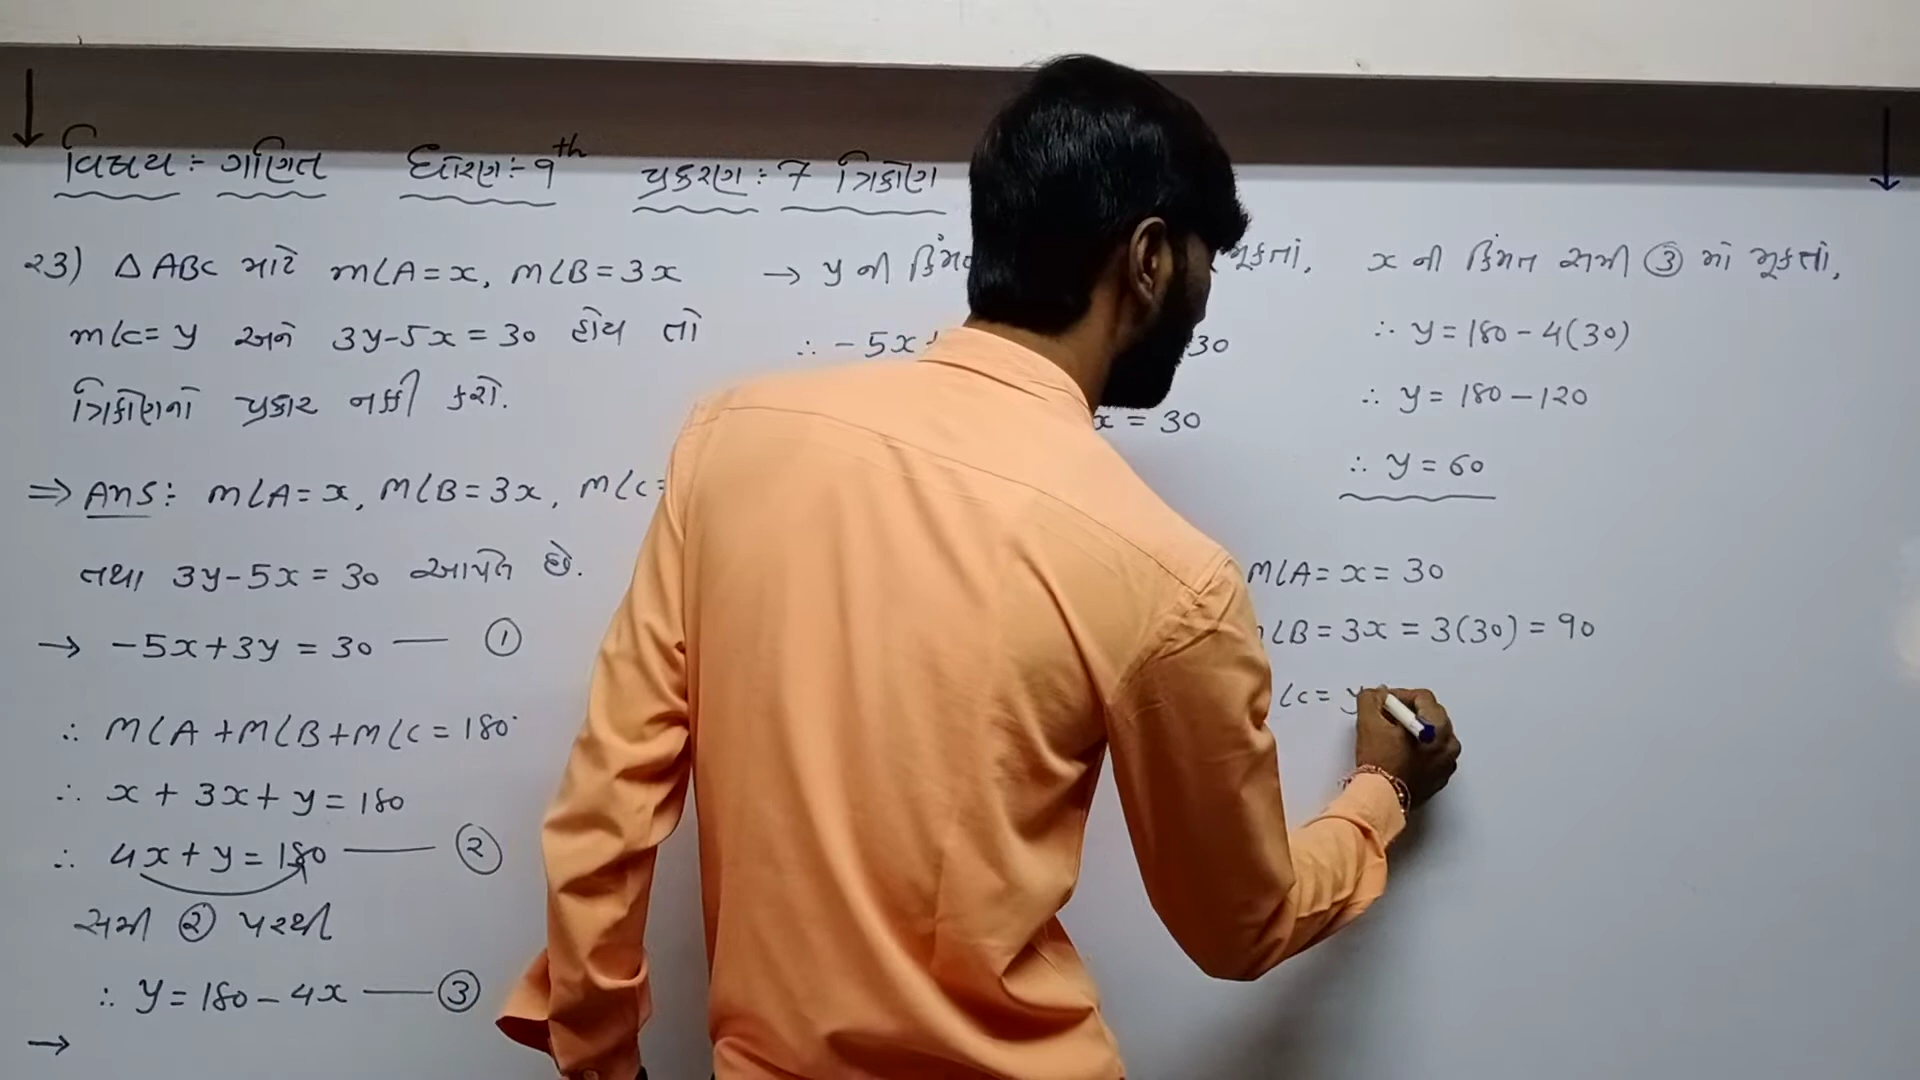 વિષય :- ગણિત ધોરણ :- ૯th પ્રકરણ : 7 ત્રિકોણ
૨૩) △ABC માટે m∠A = x, m∠B = 3x
m∠C = y અને 3y-5x = 30 હોય તો
ત્રિકોણનો પ્રકાર નક્કી કરો.
⇒ Ans :- m∠A = x, m∠B = 3x, m∠C =
તથા 3y-5x = 30 આપેલ છે.
→ -5x+3y = 30 — ①
∴ m∠A + m∠B + m∠C = 180°
∴ x + 3x + y = 180
∴ 4x + y = 180 — ②
સમી ② પરથી
∴ y = 180 - 4x — ③
→
→ y ની કિંમત મૂકતાં,
∴ -5x 30
x = 30
x ની કિંમત સમી ③ માં મૂકતાં,
∴ y = 180 - 4(30)
∴ y = 180 - 120
∴ y = 60
m∠A = x = 30
∠B = 3x = 3(30) = 90
∠C = y